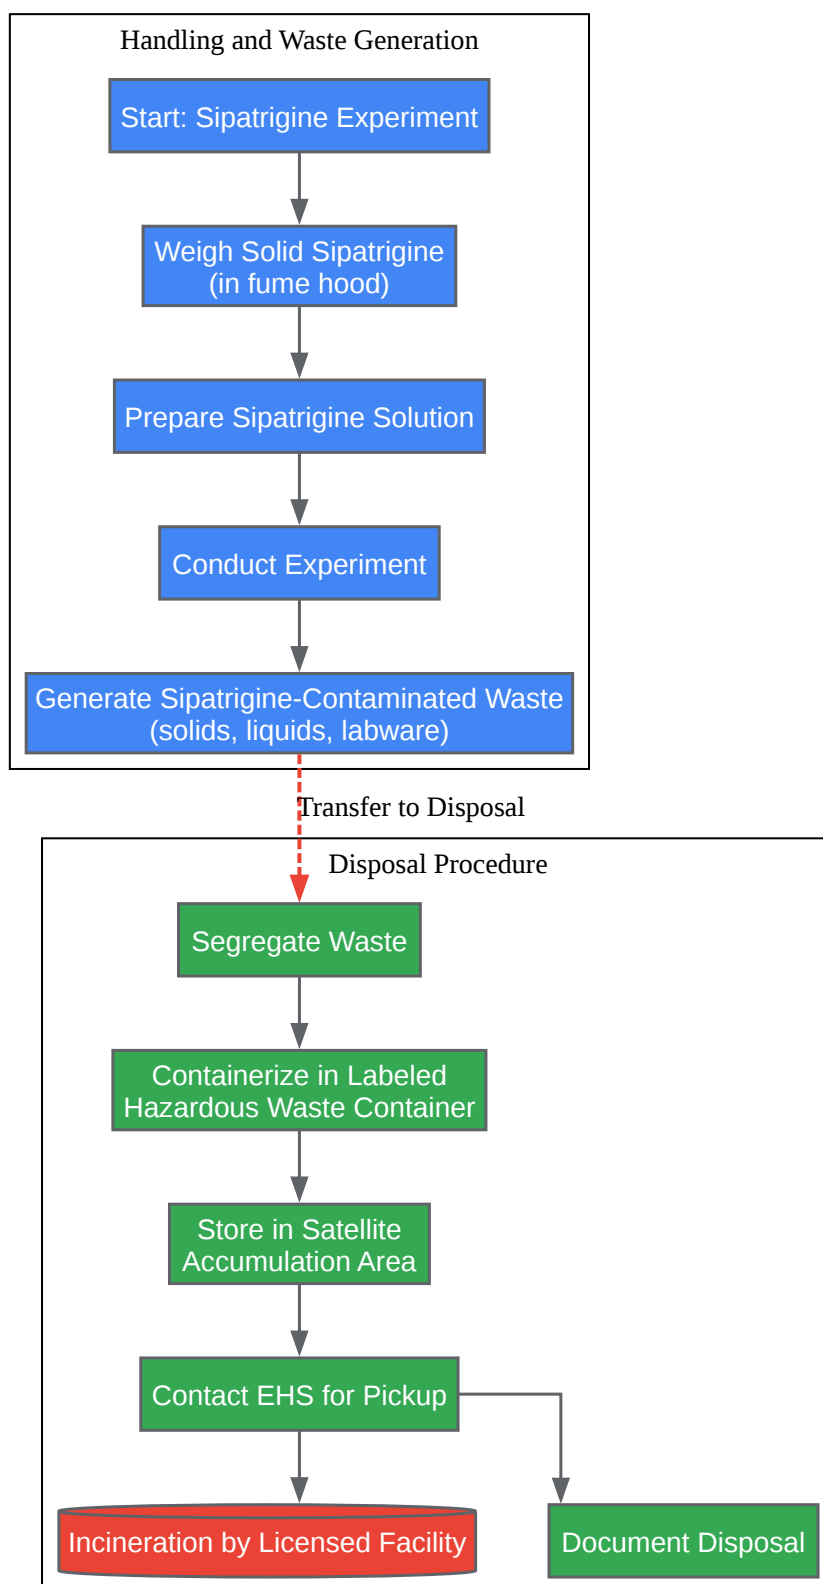 Handling and Waste Generation
Start: Sipatrigine Experiment
Weigh Solid Sipatrigine
(in fume hood)
Prepare Sipatrigine Solution
Conduct Experiment
Generate Sipatrigine-Contaminated Waste
(solids, liquids, labware)
Transfer to Disposal
Disposal Procedure
Segregate Waste
Containerize in Labeled
Hazardous Waste Container
Store in Satellite
Accumulation Area
Contact EHS for Pickup
Incineration by Licensed Facility
Document Disposal